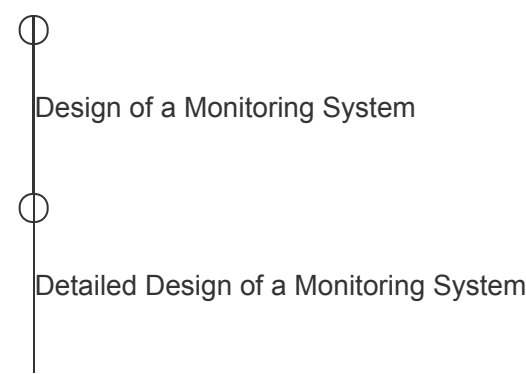 Design of a Monitoring System
Detailed Design of a Monitoring System